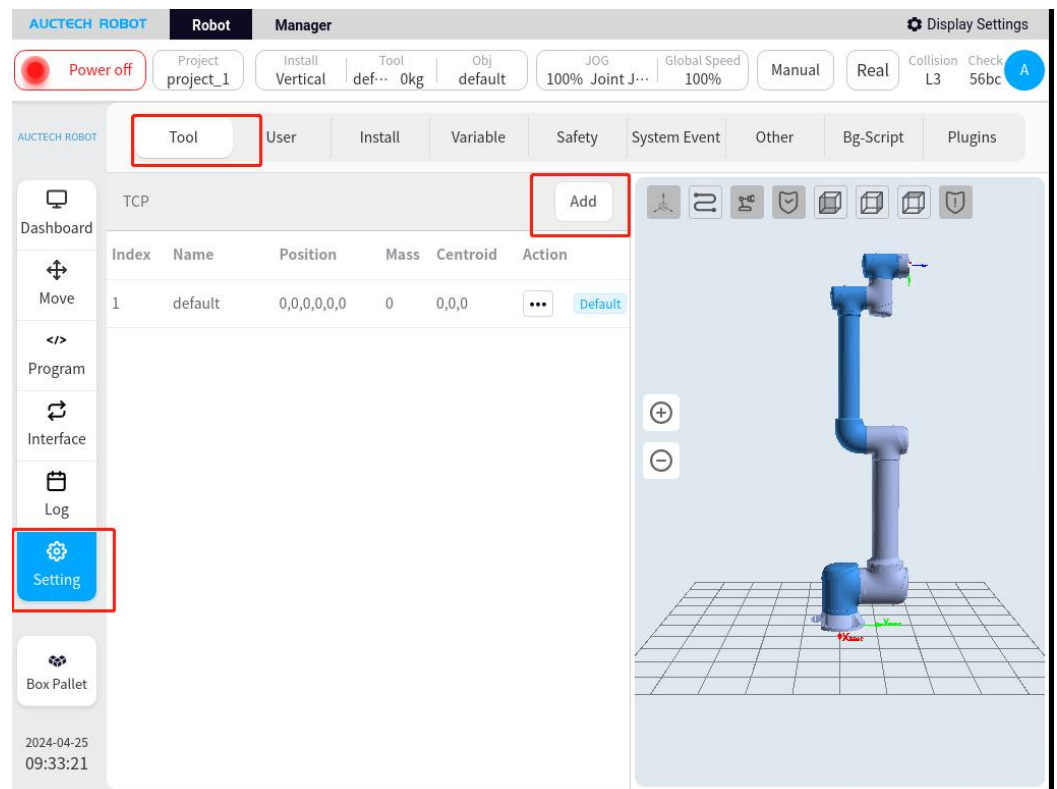 AUCTECH ROBOT Robot Manager Display Settings
Power off Project Install Tool Obj JOG Global Speed Manual Real Collision Check A
project_1 Vertical def··· 0kg default 100% Joint J··· 100% L3 56bc
AUCTECH ROBOT Tool User Install Variable Safety System Event Other Bg-Script Plugins
TCP Add
Dashboard
Index Name Position Mass Centroid Action
Move
1 default 0,0,0,0,0,0 0 0,0,0 ••• Default
</>
Program
Interface
Log
Setting
Box Pallet
2024-04-25
09:33:21